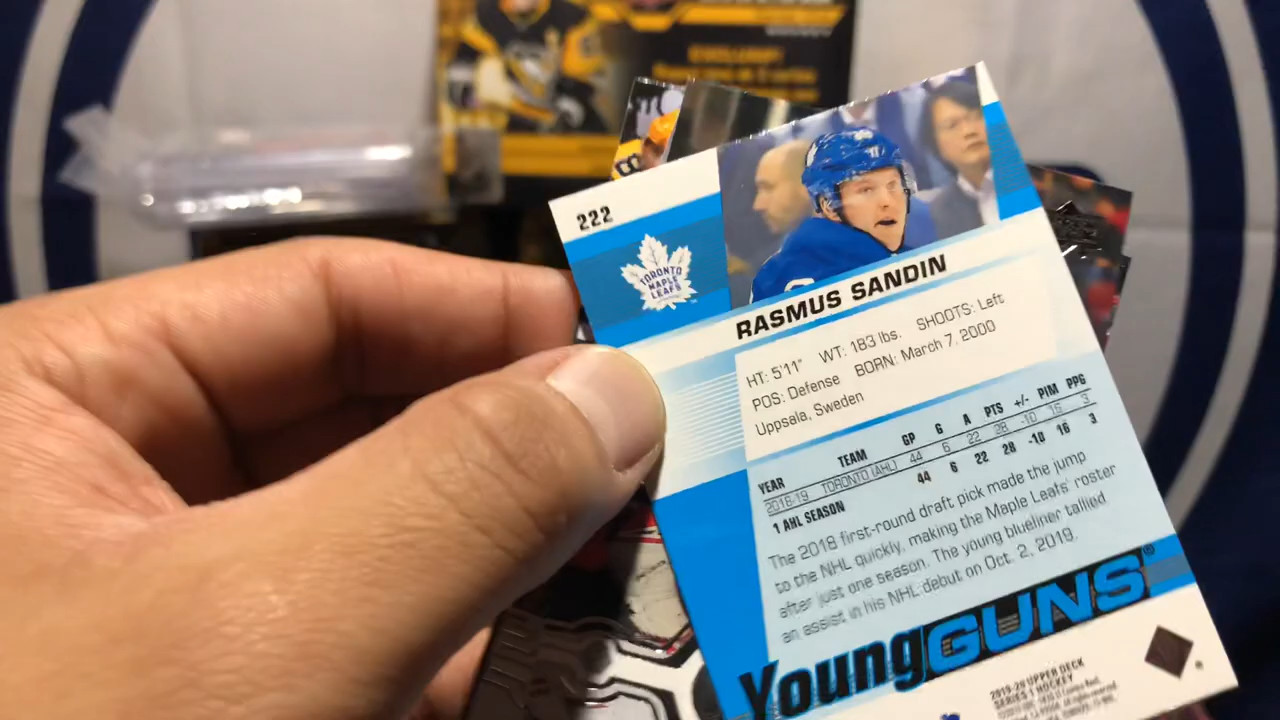 222
TORONTO
MAPLE
LEAFS
RASMUS SANDIN
HT: 5'11" WT: 183 lbs. SHOOTS: Left
POS: Defense BORN: March 7, 2000
Uppsala, Sweden
YEAR TEAM GP G A PTS +/- PIM PPG
2018-19 TORONTO (AHL) 44 6 22 28 -10 16 3
1 AHL SEASON 44 6 22 28 -10 16 3
The 2018 first-round draft pick made the jump
to the NHL quickly, making the Maple Leafs' roster
after just one season. The young blueliner tallied
an assist in his NHL debut on Oct. 2, 2019.
Young GUNS®
2019-20 UPPER DECK
SERIES 1 HOCKEY